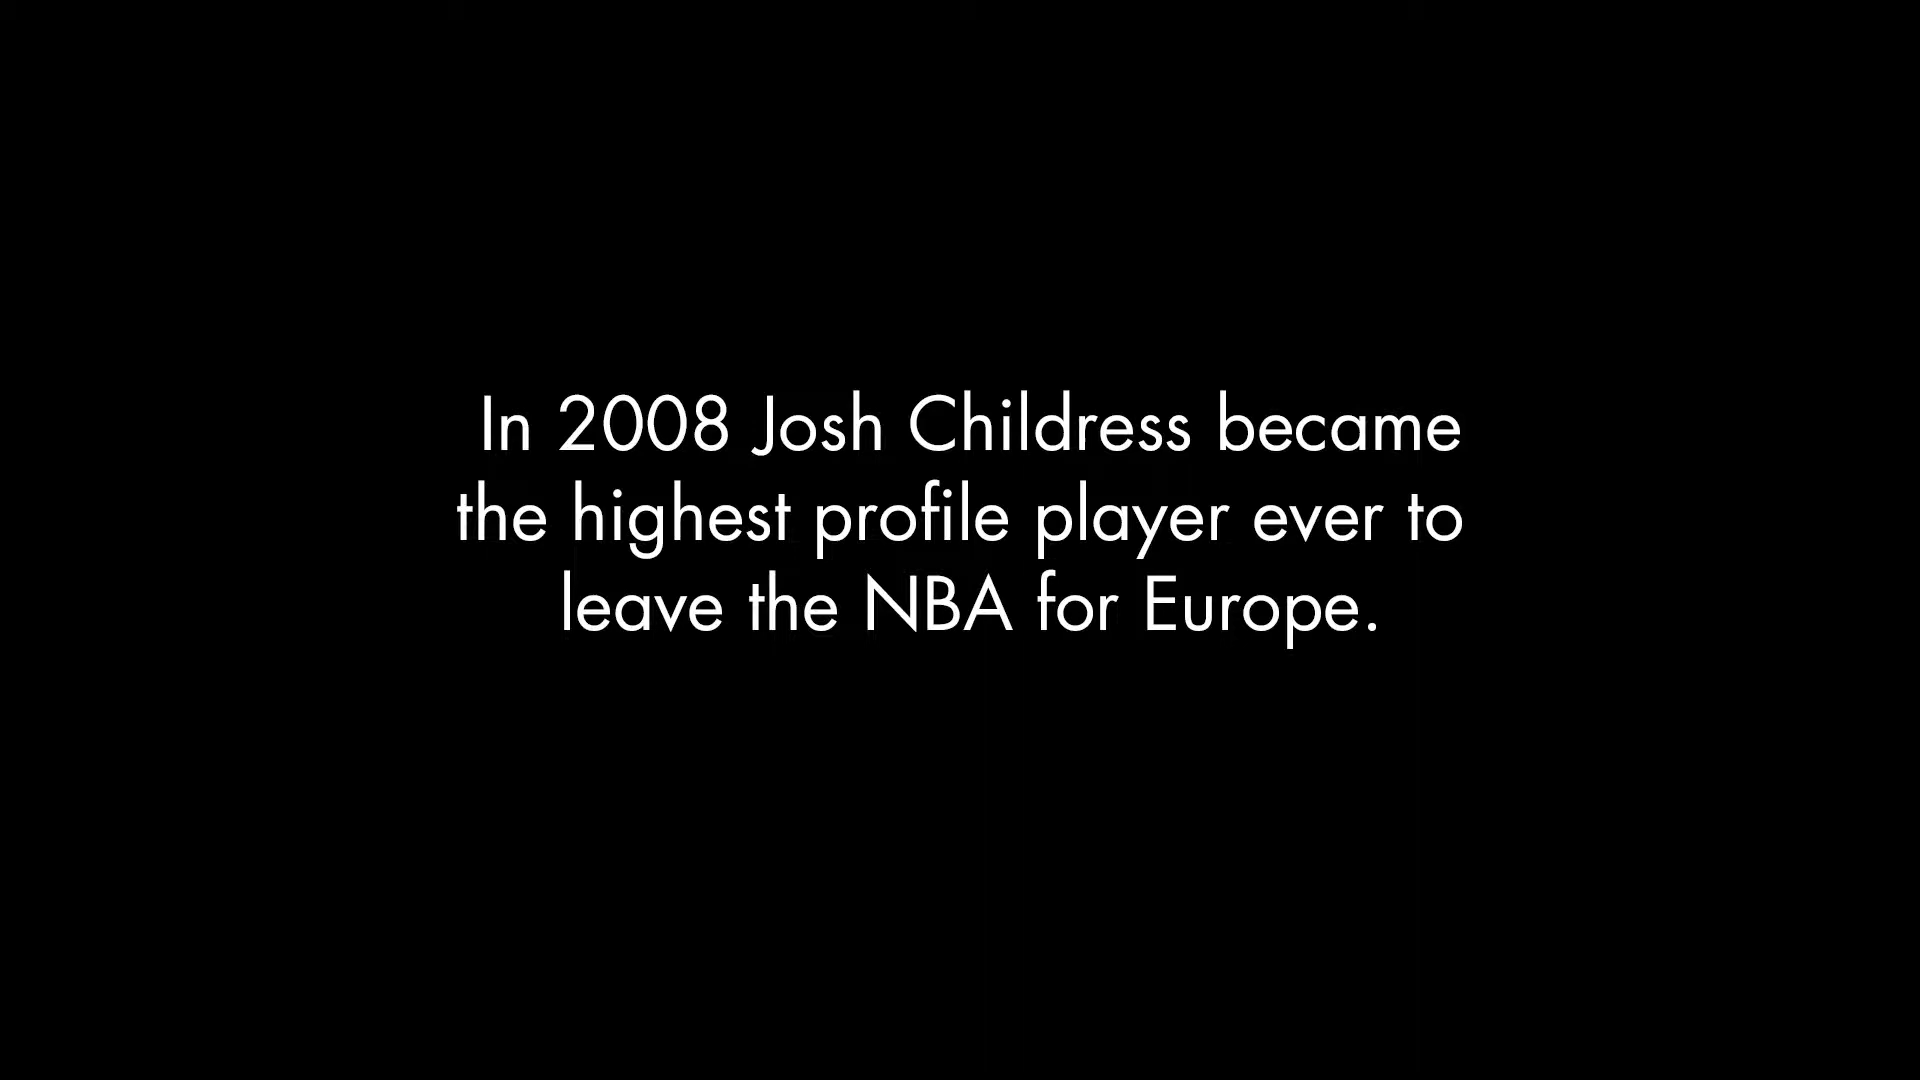 In 2008 Josh Childress became
the highest profile player ever to
leave the NBA for Europe.